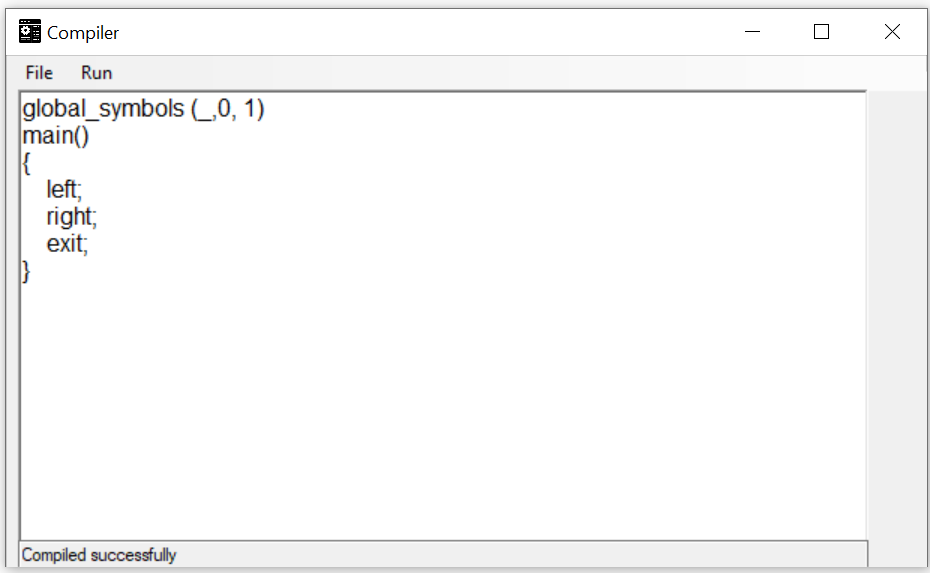 Compiler
File Run
global_symbols (_,0, 1)
main()
{
left;
right;
exit;
}
Compiled successfully